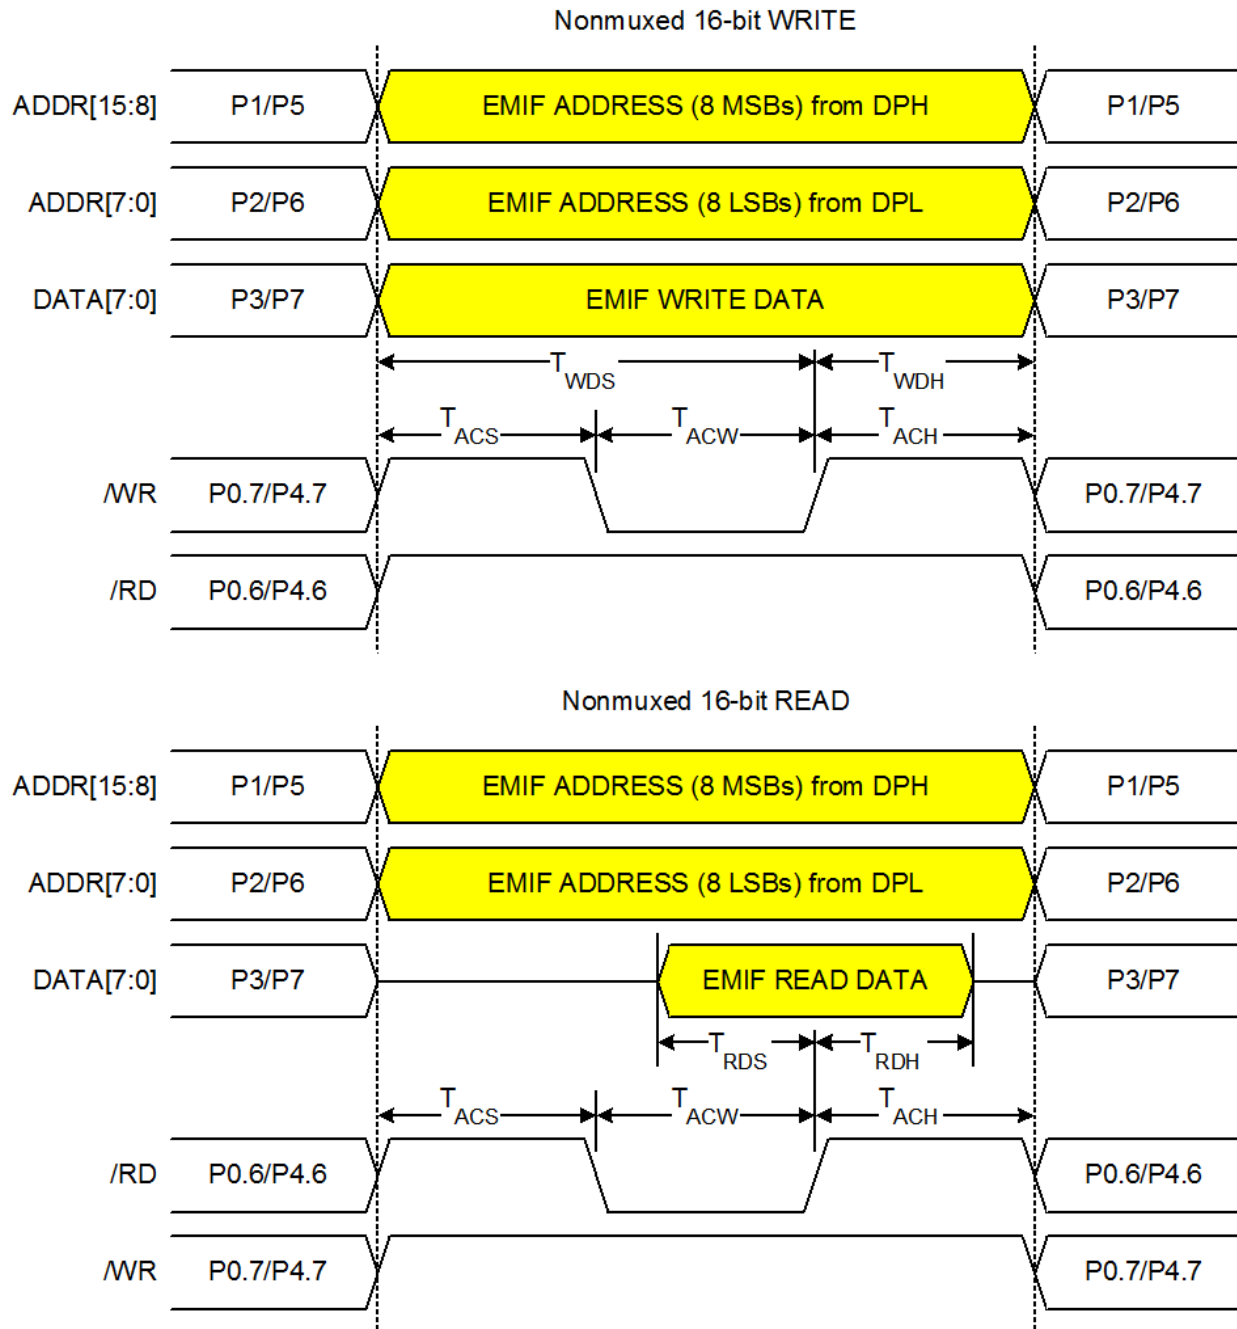 Nonmuxed 16-bit WRITE
ADDR[15:8] P1/P5 EMIF ADDRESS (8 MSBs) from DPH P1/P5
ADDR[7:0] P2/P6 EMIF ADDRESS (8 LSBs) from DPL P2/P6
DATA[7:0] P3/P7 EMIF WRITE DATA P3/P7
TWDS TWDH
TACS TACW TACH
/WR P0.7/P4.7 P0.7/P4.7
/RD P0.6/P4.6 P0.6/P4.6
Nonmuxed 16-bit READ
ADDR[15:8] P1/P5 EMIF ADDRESS (8 MSBs) from DPH P1/P5
ADDR[7:0] P2/P6 EMIF ADDRESS (8 LSBs) from DPL P2/P6
DATA[7:0] P3/P7 EMIF READ DATA P3/P7
TRDS TRDH
TACS TACW TACH
/RD P0.6/P4.6 P0.6/P4.6
/WR P0.7/P4.7 P0.7/P4.7